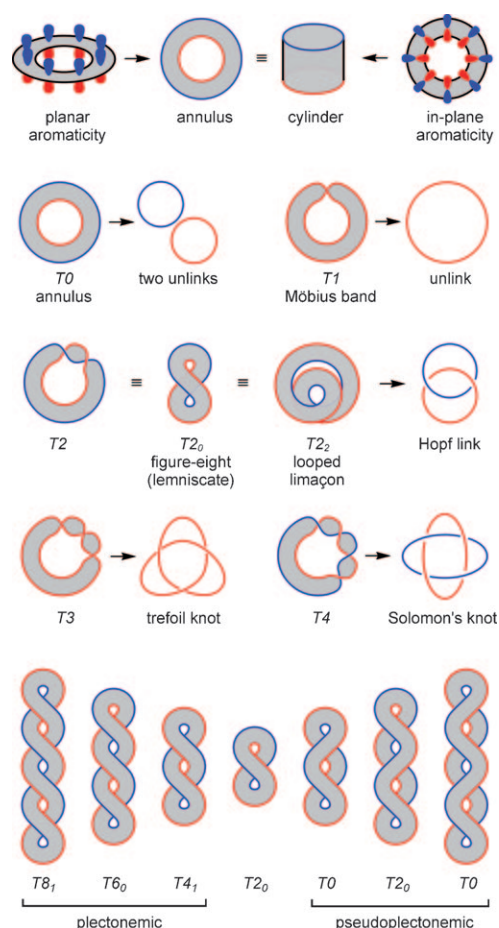 planar aromaticity
annulus
≡
cylinder
in-plane aromaticity
T0 annulus
two unlinks
T1 Möbius band
unlink
T2
≡
T2₀ figure-eight (lemniscate)
≡
T2₂ looped limaçon
Hopf link
T3
trefoil knot
T4
Solomon's knot
T8₁ T6₀ T4₁ T2₀ T0 T2₀ T0
plectonemic pseudoplectonemic